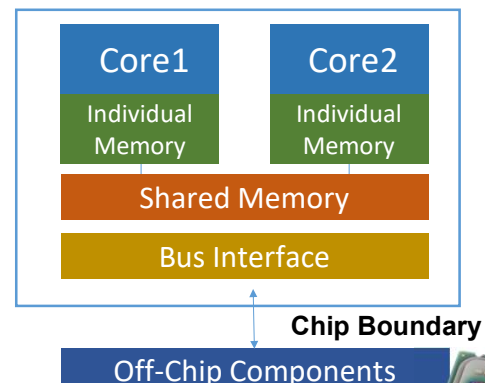 Core1
Core2
Individual
Memory
Individual
Memory
Shared Memory
Bus Interface
Chip Boundary
Off-Chip Components